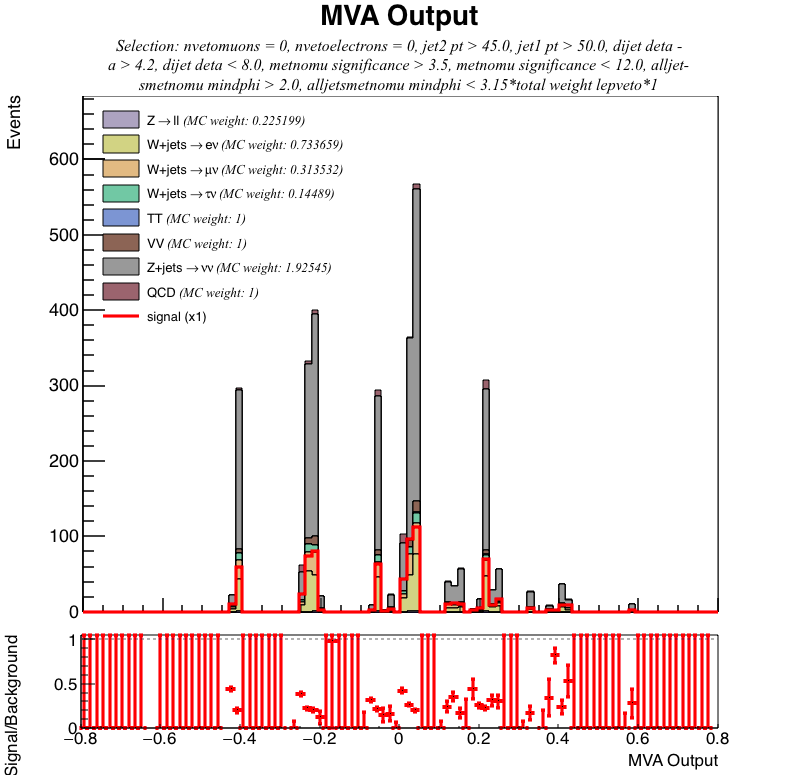 MVA Output
Selection: nvetomuons = 0, nvetoelectrons = 0, jet2 pt > 45.0, jet1 pt > 50.0, dijet deta -
a > 4.2, dijet deta < 8.0, metnomu significance > 3.5, metnomu significance < 12.0, alljet-
smetnomu mindphi > 2.0, alljetsmetnomu mindphi < 3.15*total weight lepveto*1
Events
600
500
400
300
200
100
0
Z → ll (MC weight: 0.225199)
W+jets → eν (MC weight: 0.733659)
W+jets → μν (MC weight: 0.313532)
W+jets → τν (MC weight: 0.14489)
TT (MC weight: 1)
VV (MC weight: 1)
Z+jets → νν (MC weight: 1.92545)
QCD (MC weight: 1)
signal (x1)
Signal/Background
1
0.5
0
−0.8 −0.6 −0.4 −0.2 0 0.2 0.4 0.6 0.8
MVA Output